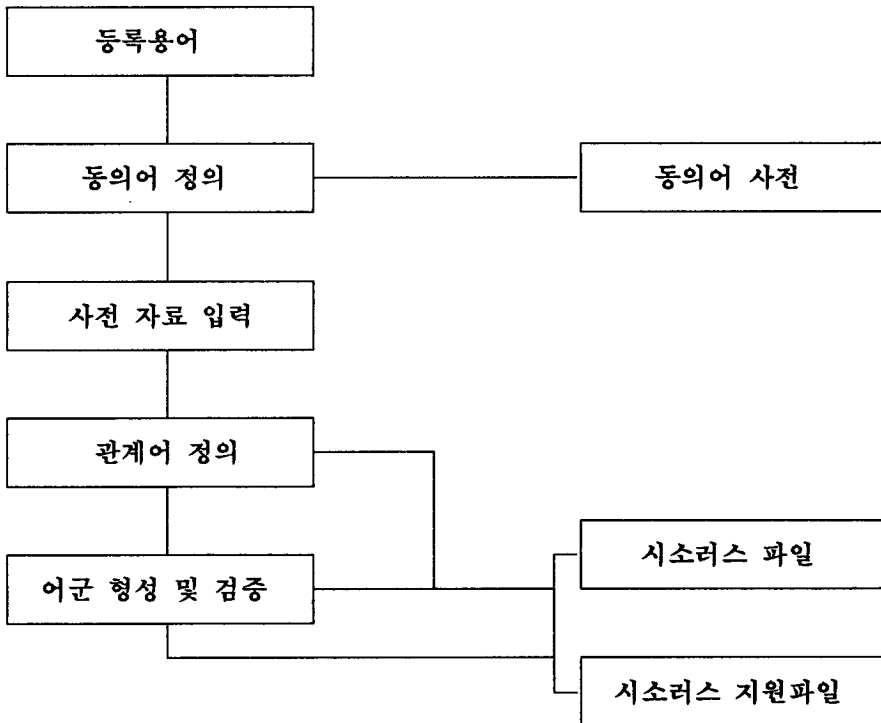 등록용어
동의어 정의
동의어 사전
사전 자료 입력
관계어 정의
시소러스 파일
어군 형성 및 검증
시소러스 지원파일